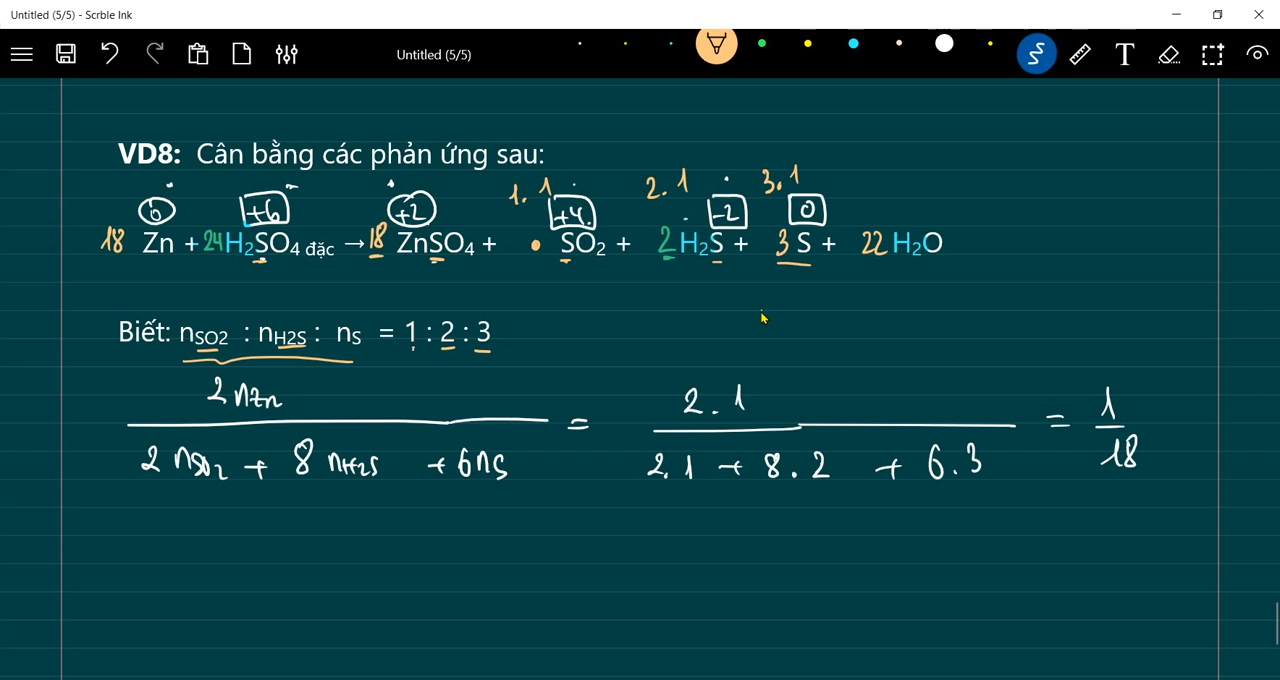 Untitled (5/5) - Scrble Ink
Untitled (5/5) T
VD8: Cân bằng các phản ứng sau:
1. 1 2. 1 3. 1
0 +6 +2 +4 -2 0
18 Zn + 24 H2SO4 đặc → 18 ZnSO4 + • SO2 + 2 H2S + 3 S + 22 H2O
Biết: nSO2 : nH2S : nS = 1 : 2 : 3
2 nZn / 2 nSO2 + 8 nH2S + 6nS = 2 . 1 / 2.1 + 8 . 2 + 6 . 3 = 1 / 18